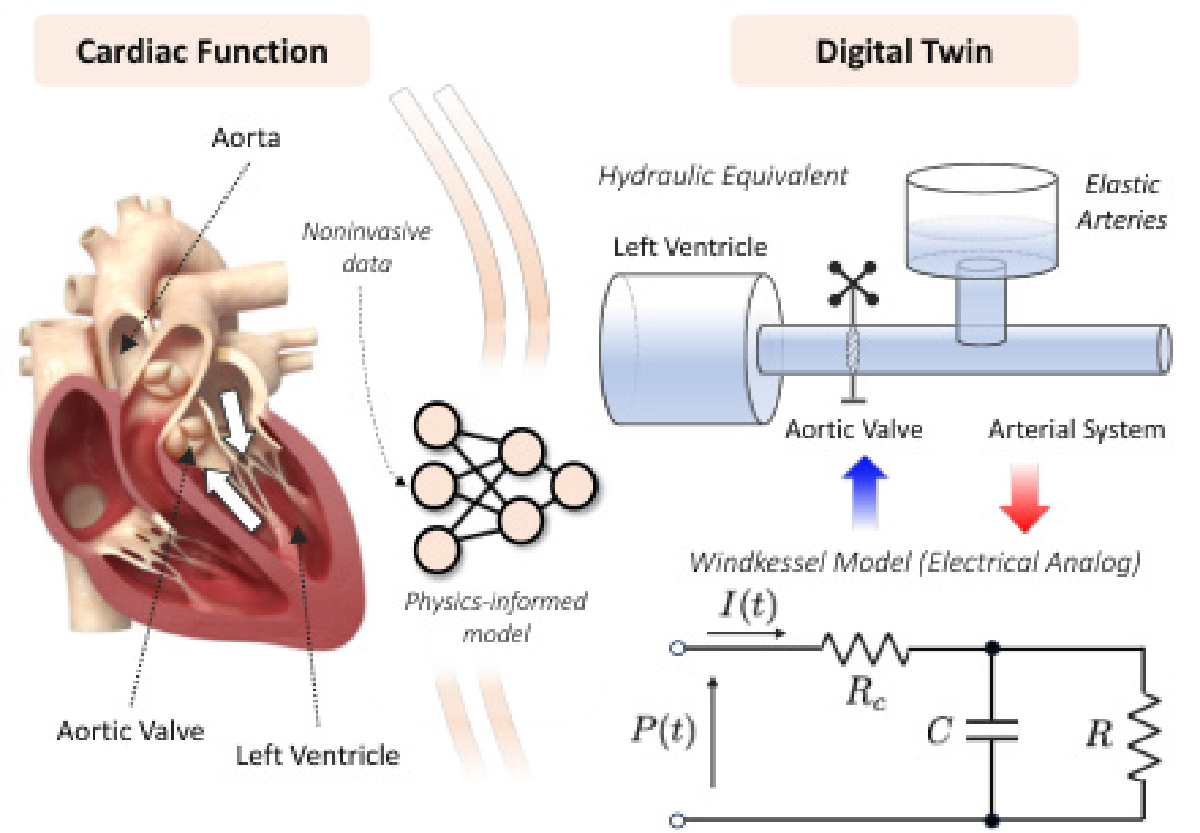 Cardiac Function
Digital Twin
Aorta
Noninvasive
data
Physics-informed
model
Aortic Valve
Left Ventricle
Hydraulic Equivalent
Elastic
Arteries
Left Ventricle
Aortic Valve
Arterial System
Windkessel Model (Electrical Analog)
I(t)
R_c
P(t)
C
R